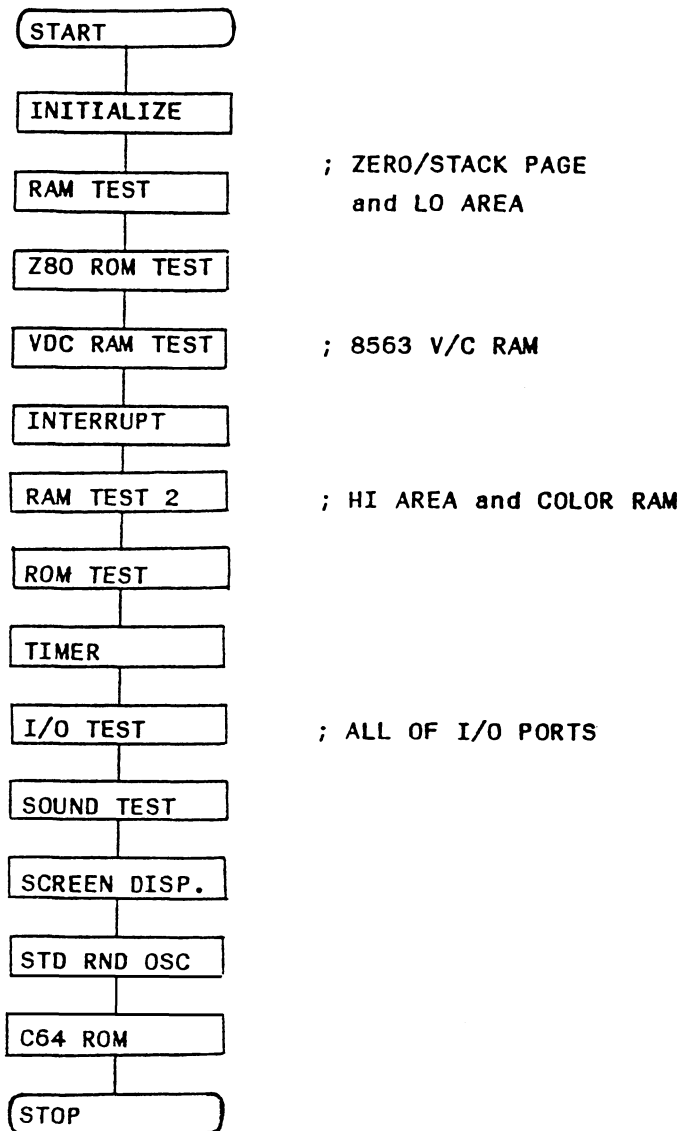 START
INITIALIZE
RAM TEST
; ZERO/STACK PAGE
and LO AREA
Z80 ROM TEST
VDC RAM TEST
; 8563 V/C RAM
INTERRUPT
RAM TEST 2
; HI AREA and COLOR RAM
ROM TEST
TIMER
I/O TEST
; ALL OF I/O PORTS
SOUND TEST
SCREEN DISP.
STD RND OSC
C64 ROM
STOP